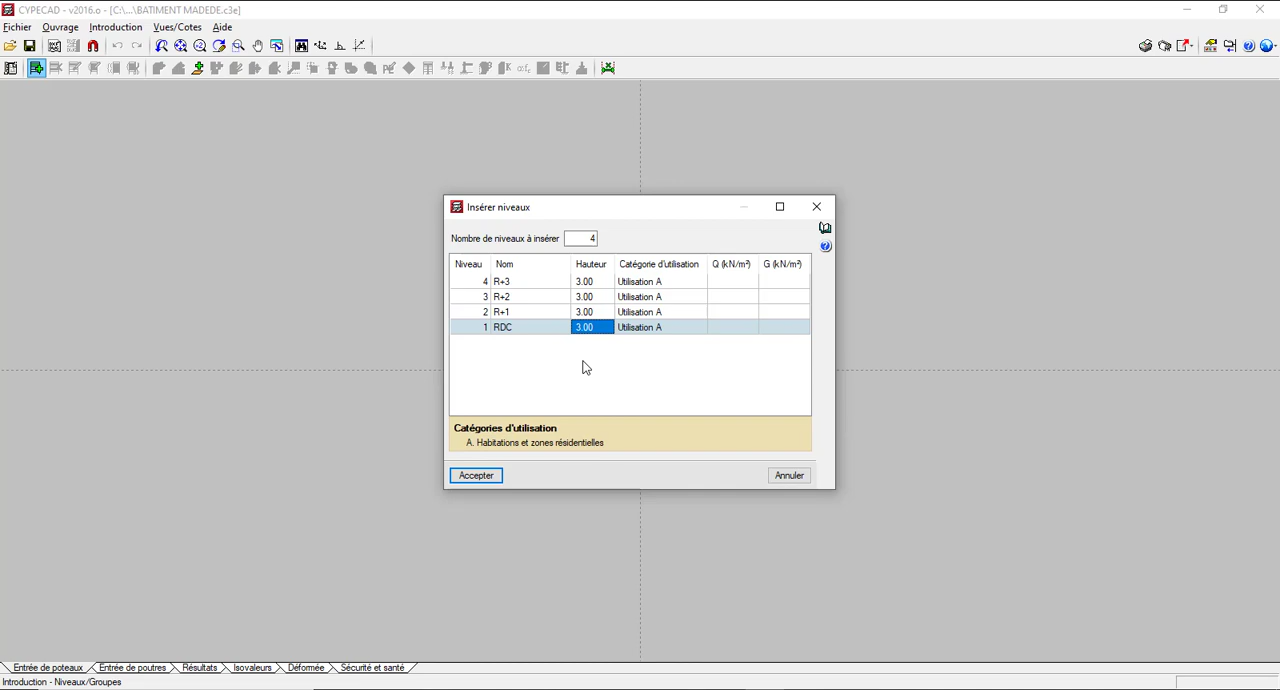 CYPECAD - v2016.o - [C:\...\BATIMENT MADEDE.c3e]
Fichier Ouvrage Introduction Vues/Cotes Aide
Insérer niveaux
Nombre de niveaux à insérer 4
Niveau Nom Hauteur Catégorie d'utilisation Q (kN/m²) G (kN/m²)
4 R+3 3.00 Utilisation A
3 R+2 3.00 Utilisation A
2 R+1 3.00 Utilisation A
1 RDC 3.00 Utilisation A
Catégories d'utilisation
A. Habitations et zones résidentielles
Accepter Annuler
Entrée de poteaux Entrée de poutres Résultats Isovaleurs Déformée Sécurité et santé
Introduction - Niveaux/Groupes